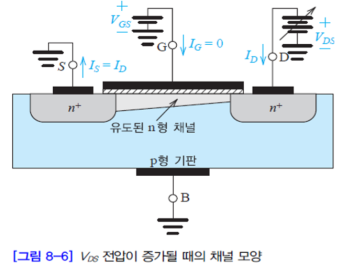 +
V_GS
−
G
I_G = 0
+
V_DS
−
I_D
D
S
I_S = I_D
n⁺
n⁺
유도된 n형 채널
p형 기판
B
[그림 8-6] V_DS 전압이 증가될 때의 채널 모양